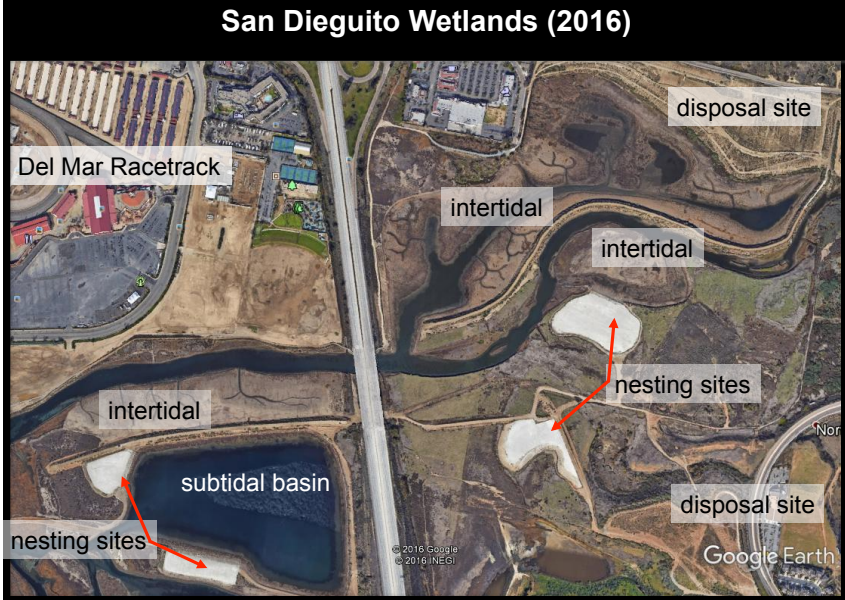 San Dieguito Wetlands (2016)
disposal site
Del Mar Racetrack
intertidal
intertidal
nesting sites
intertidal
Nor
subtidal basin
disposal site
nesting sites
© 2016 Google
© 2016 INEGI
Google Earth